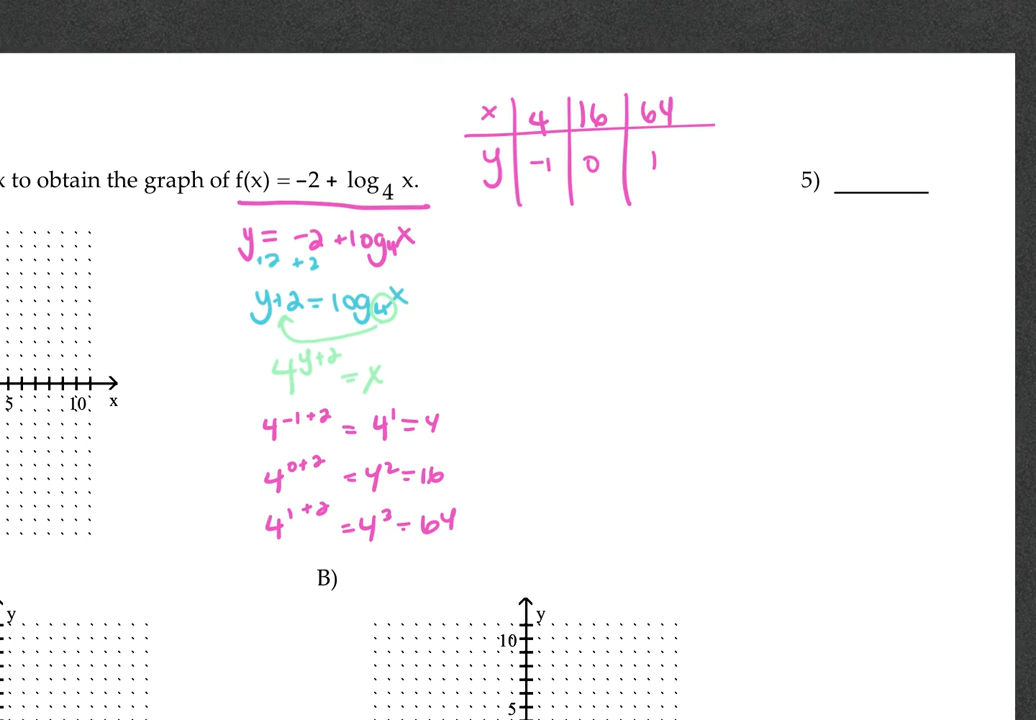 x | 4 | 16 | 64
y | -1 | 0 | 1
x to obtain the graph of f(x) = -2 + log₄ x.
5) ________
y = -2 + log₄x
+2 +2
y+2 = log₄x
4^(y+2) = x
4^(-1+2) = 4^1 = 4
4^(0+2) = 4^2 = 16
4^(1+2) = 4^3 = 64
5 10 x
B)
y
y
10
5